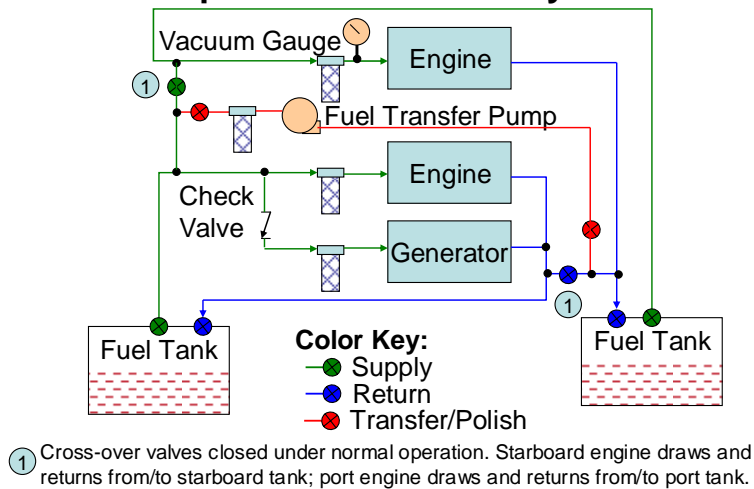 Vacuum Gauge
Engine
1
Fuel Transfer Pump
Engine
Check
Valve
Generator
1
Fuel Tank
Color Key:
Supply
Return
Transfer/Polish
Fuel Tank
1 Cross-over valves closed under normal operation. Starboard engine draws and
returns from/to starboard tank; port engine draws and returns from/to port tank.